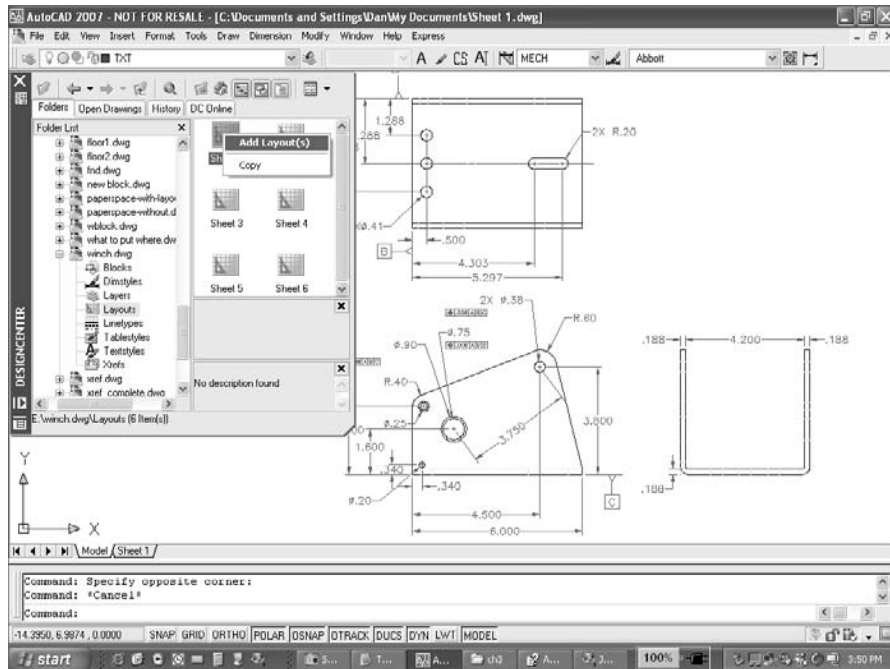 AutoCAD 2007 - NOT FOR RESALE - [C:\Documents and Settings\Dan\My Documents\Sheet 1.dwg]
File Edit View Insert Format Tools Draw Dimension Modify Window Help Express
TXT
MECH
Abbott
Folders Open Drawings History DC Online
Folder List
floor1.dwg
floor2.dwg
fnd.dwg
new block.dwg
paperspace-with-layo
paperspace-without.d
wblock.dwg
what to put where.dw
winch.dwg
Blocks
Dimstyles
Layers
Layouts
Linetypes
Tablestyles
Textstyles
Xrefs
xref.dwg
xref_complete.dwg
Add Layout(s)
Copy
Sheet 3 Sheet 4
Sheet 5 Sheet 6
No description found
DESIGNCENTER
E:\winch.dwg\Layouts (6 Item(s))
1.288
.288
2X R.20
ø.41
B
.500
4.303
5.297
2X ø.38
R.60
ø.75
ø.90
R.40
ø.25
3.750
3.800
1.600
.340
.340
ø.20
4.500
6.000
C
.188
4.200
.188
.188
Y
X
Model Sheet 1
Command: Specify opposite corner:
Command: *Cancel*
Command:
-14.3950, 6.9874 , 0.0000 SNAP GRID ORTHO POLAR OSNAP OTRACK DUCS DYN LWT MODEL
start
S...
T...
A...
ch3
A...
J...
100%
3:50 PM